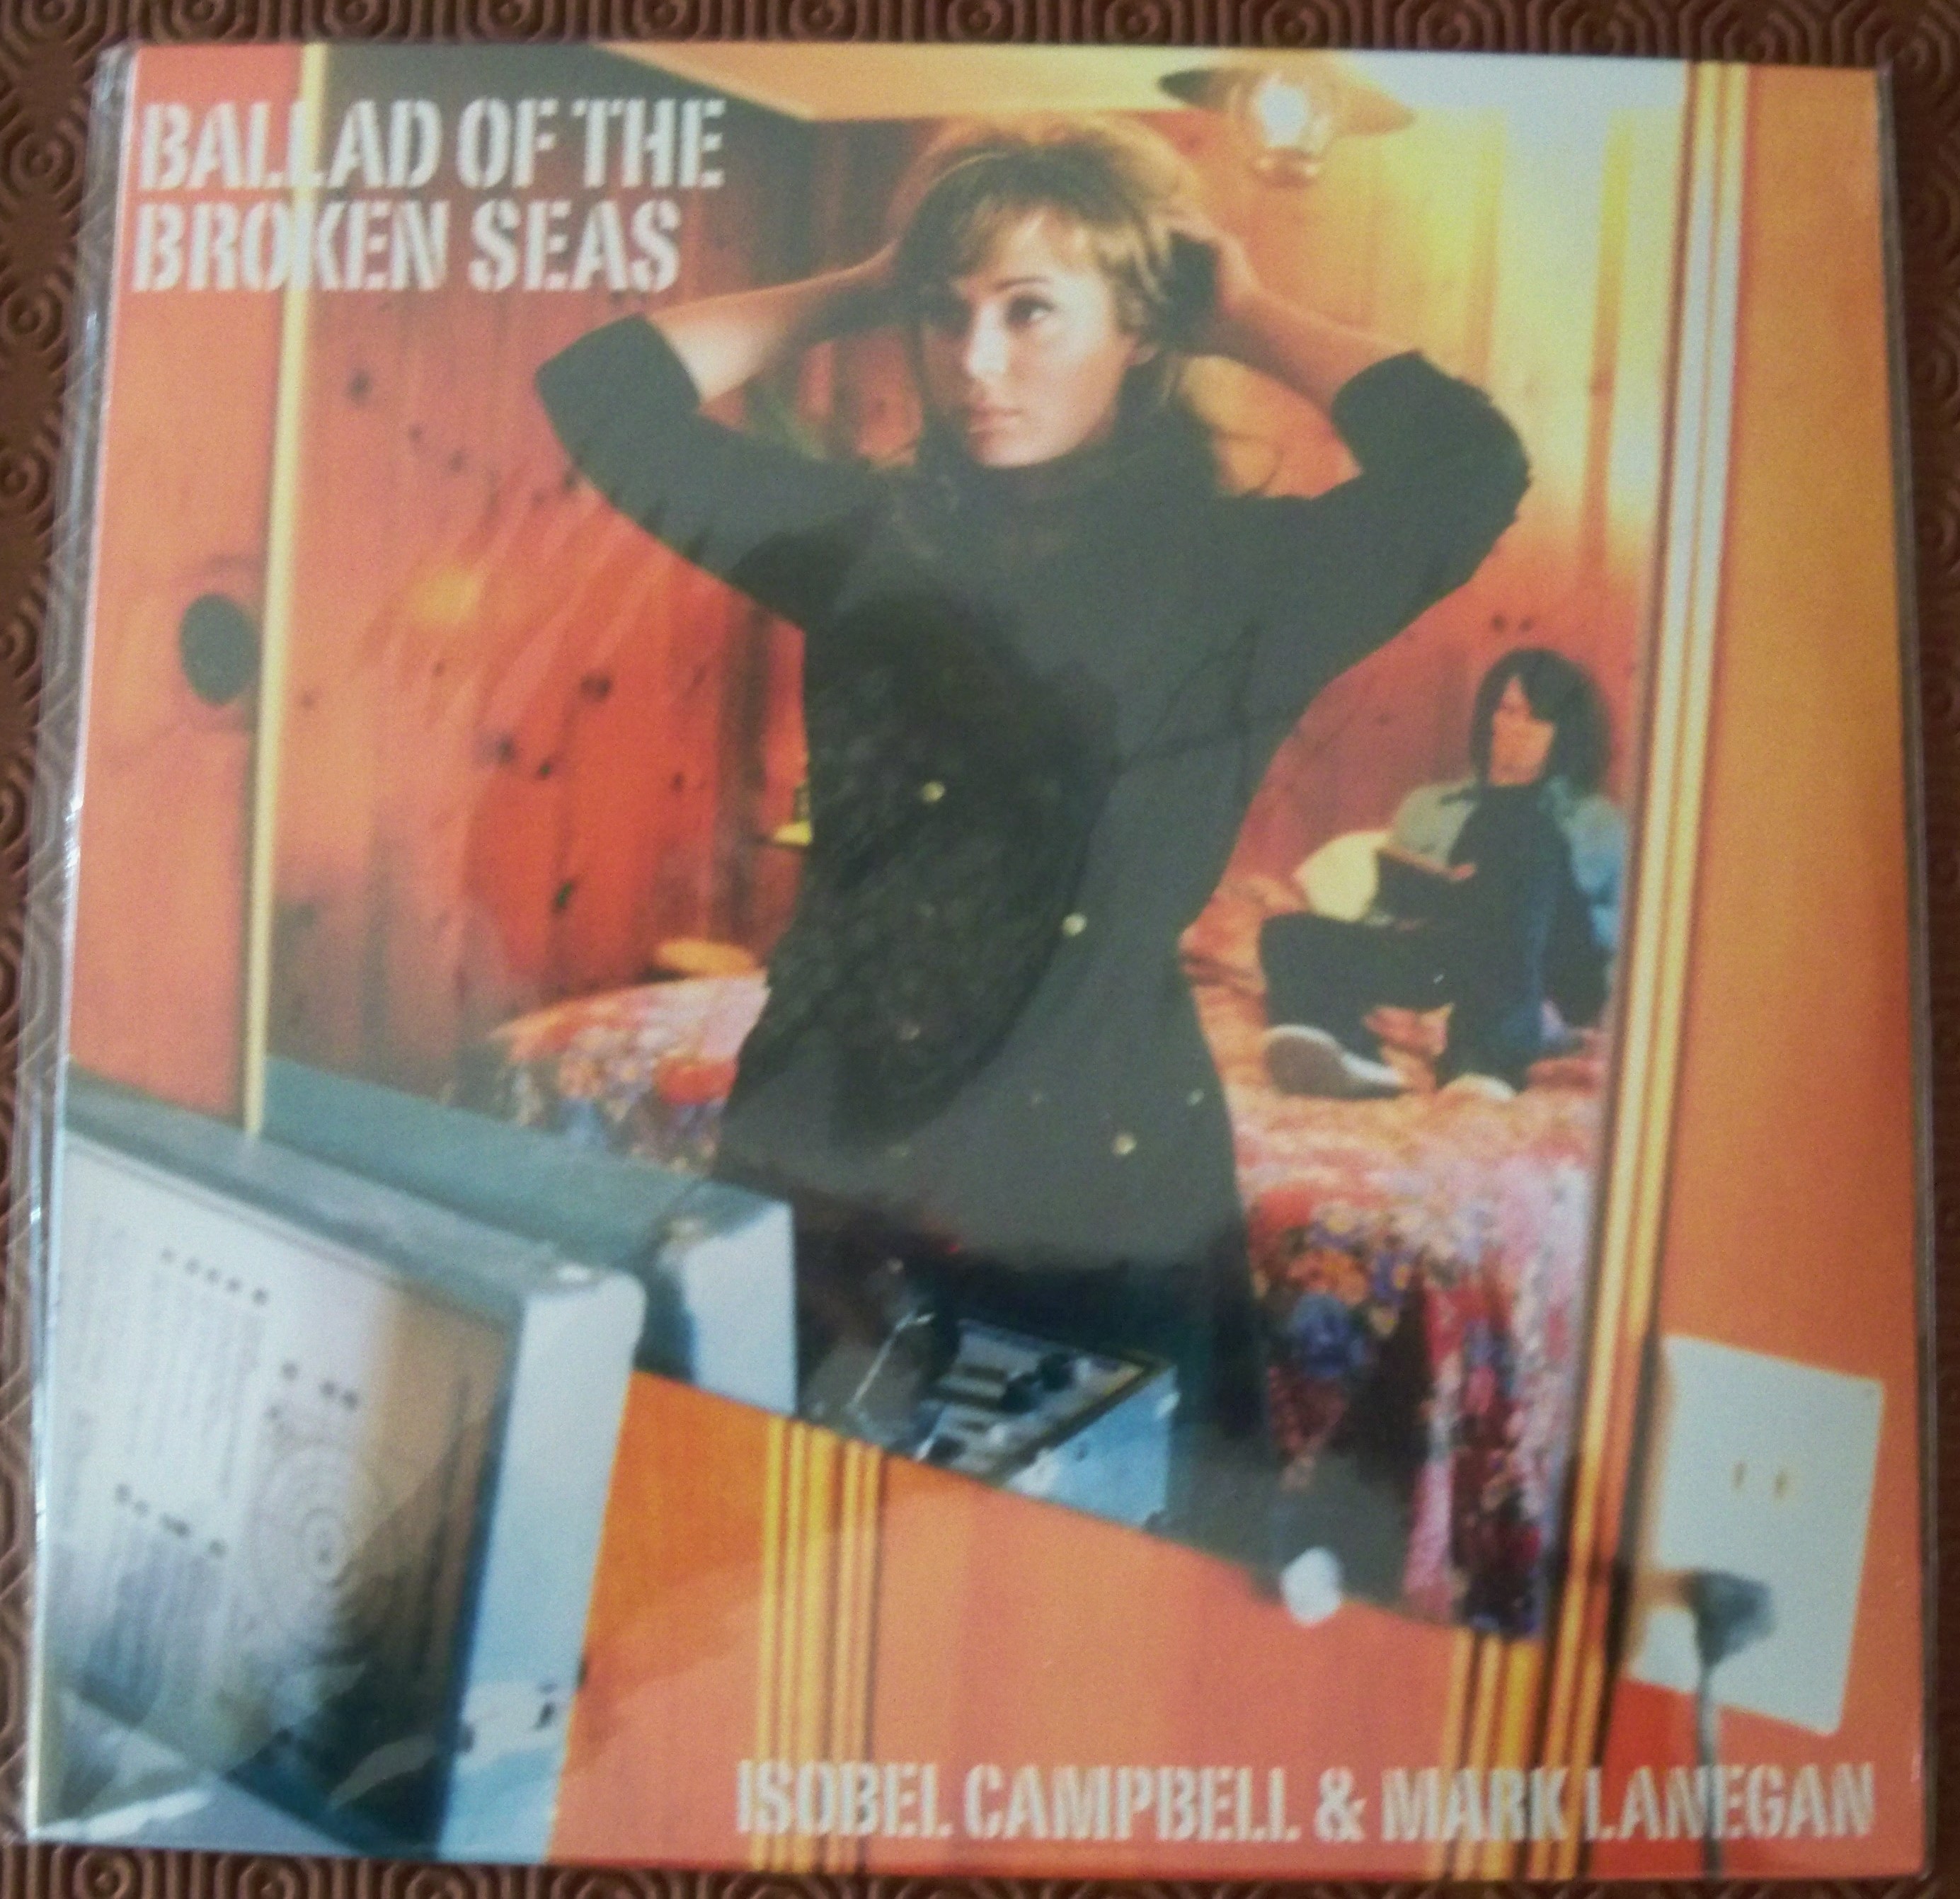 BALLAD OF THE
BROKEN SEAS
ISOBEL CAMPBELL & MARK LANEGAN